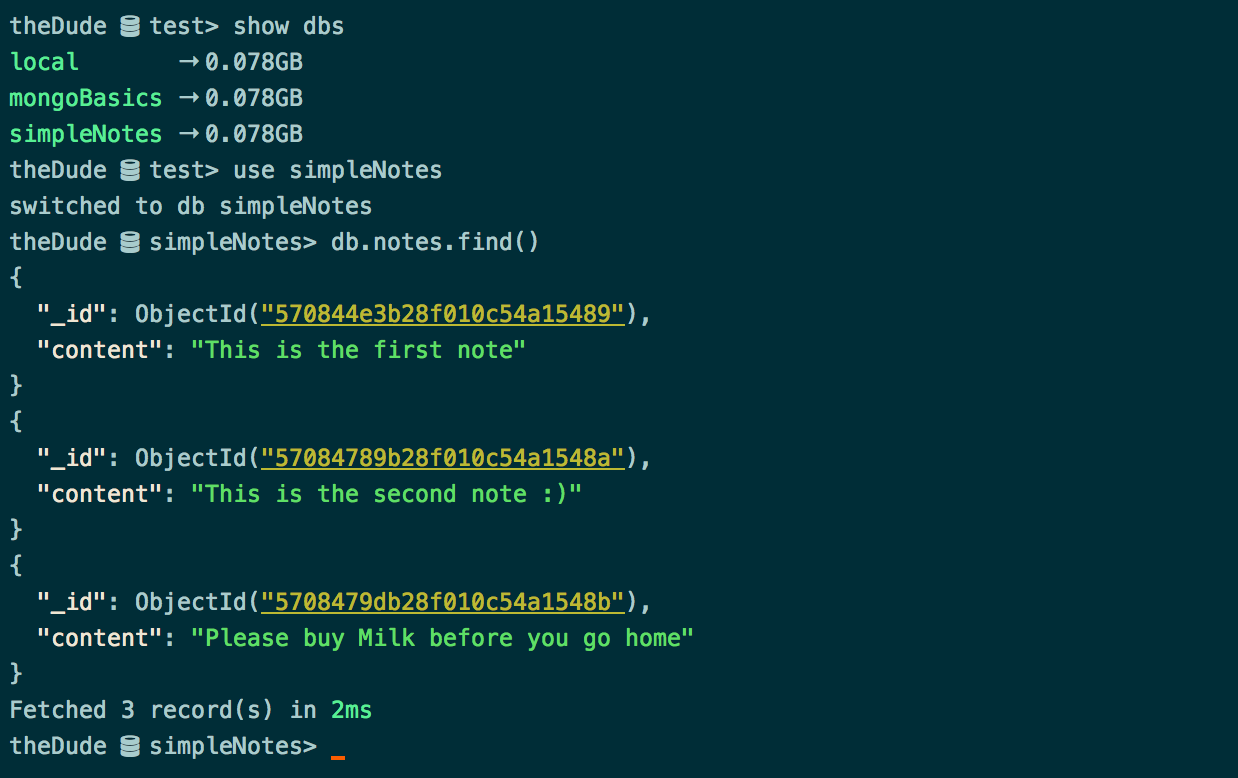 theDude test> show dbs
local → 0.078GB
mongoBasics → 0.078GB
simpleNotes → 0.078GB
theDude test> use simpleNotes
switched to db simpleNotes
theDude simpleNotes> db.notes.find()
{
"_id": ObjectId("570844e3b28f010c54a15489"),
"content": "This is the first note"
}
{
"_id": ObjectId("57084789b28f010c54a1548a"),
"content": "This is the second note :)"
}
{
"_id": ObjectId("5708479db28f010c54a1548b"),
"content": "Please buy Milk before you go home"
}
Fetched 3 record(s) in 2ms
theDude simpleNotes> _